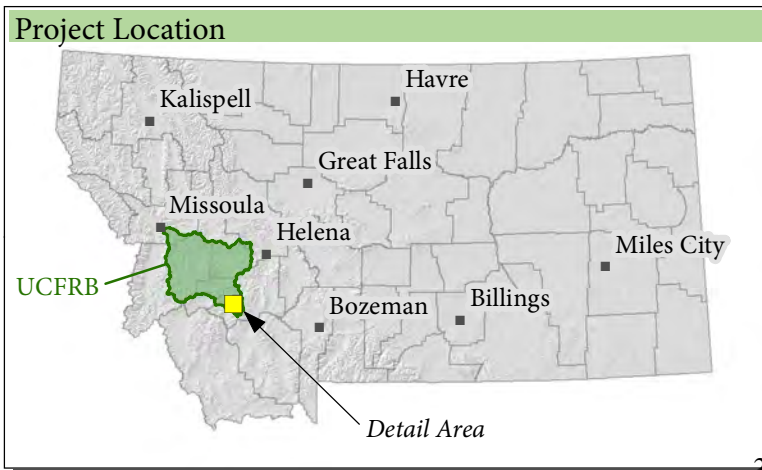 Project Location
Havre
Kalispell
Great Falls
Missoula
Helena
Miles City
UCFRB
Bozeman
Billings
Detail Area